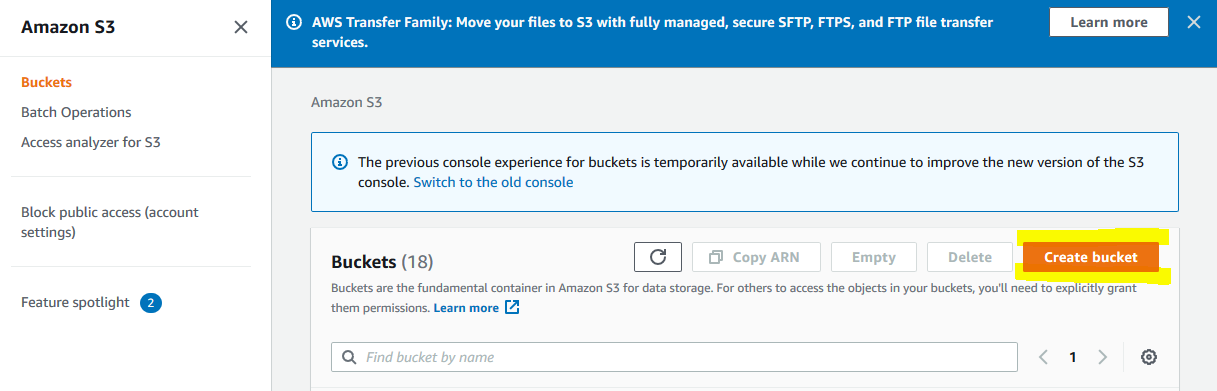 Amazon S3
Buckets
Batch Operations
Access analyzer for S3
Block public access (account
settings)
Feature spotlight 2
AWS Transfer Family: Move your files to S3 with fully managed, secure SFTP, FTPS, and FTP file transfer
services.
Learn more
Amazon S3
The previous console experience for buckets is temporarily available while we continue to improve the new version of the S3
console. Switch to the old console
Buckets (18)
Copy ARN
Empty
Delete
Create bucket
Buckets are the fundamental container in Amazon S3 for data storage. For others to access the objects in your buckets, you'll need to explicitly grant
them permissions. Learn more
Find bucket by name
1